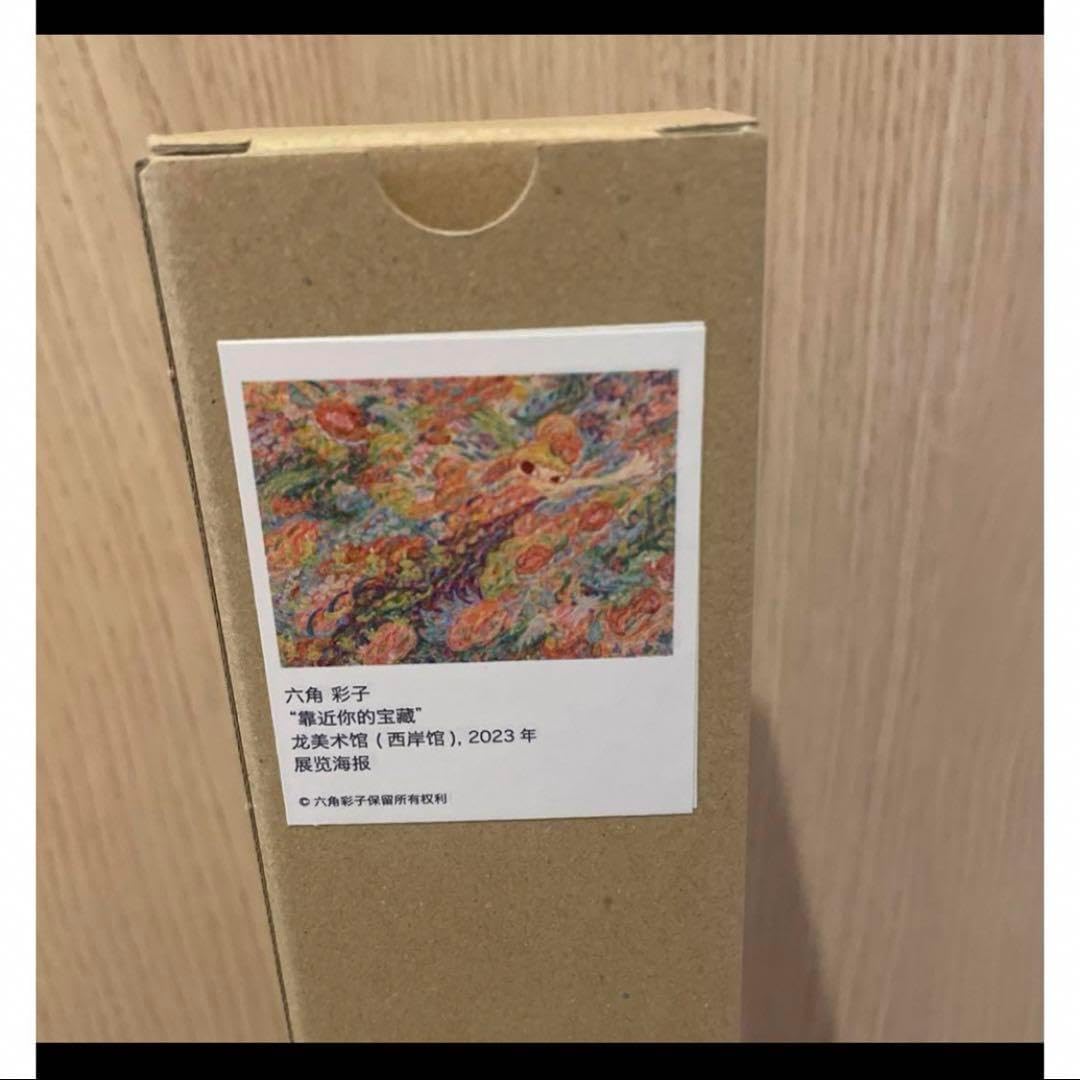 六角 彩子
“靠近你的宝藏”
龙美术馆 ( 西岸馆 ), 2023 年
展览海报
© 六角彩子保留所有权利